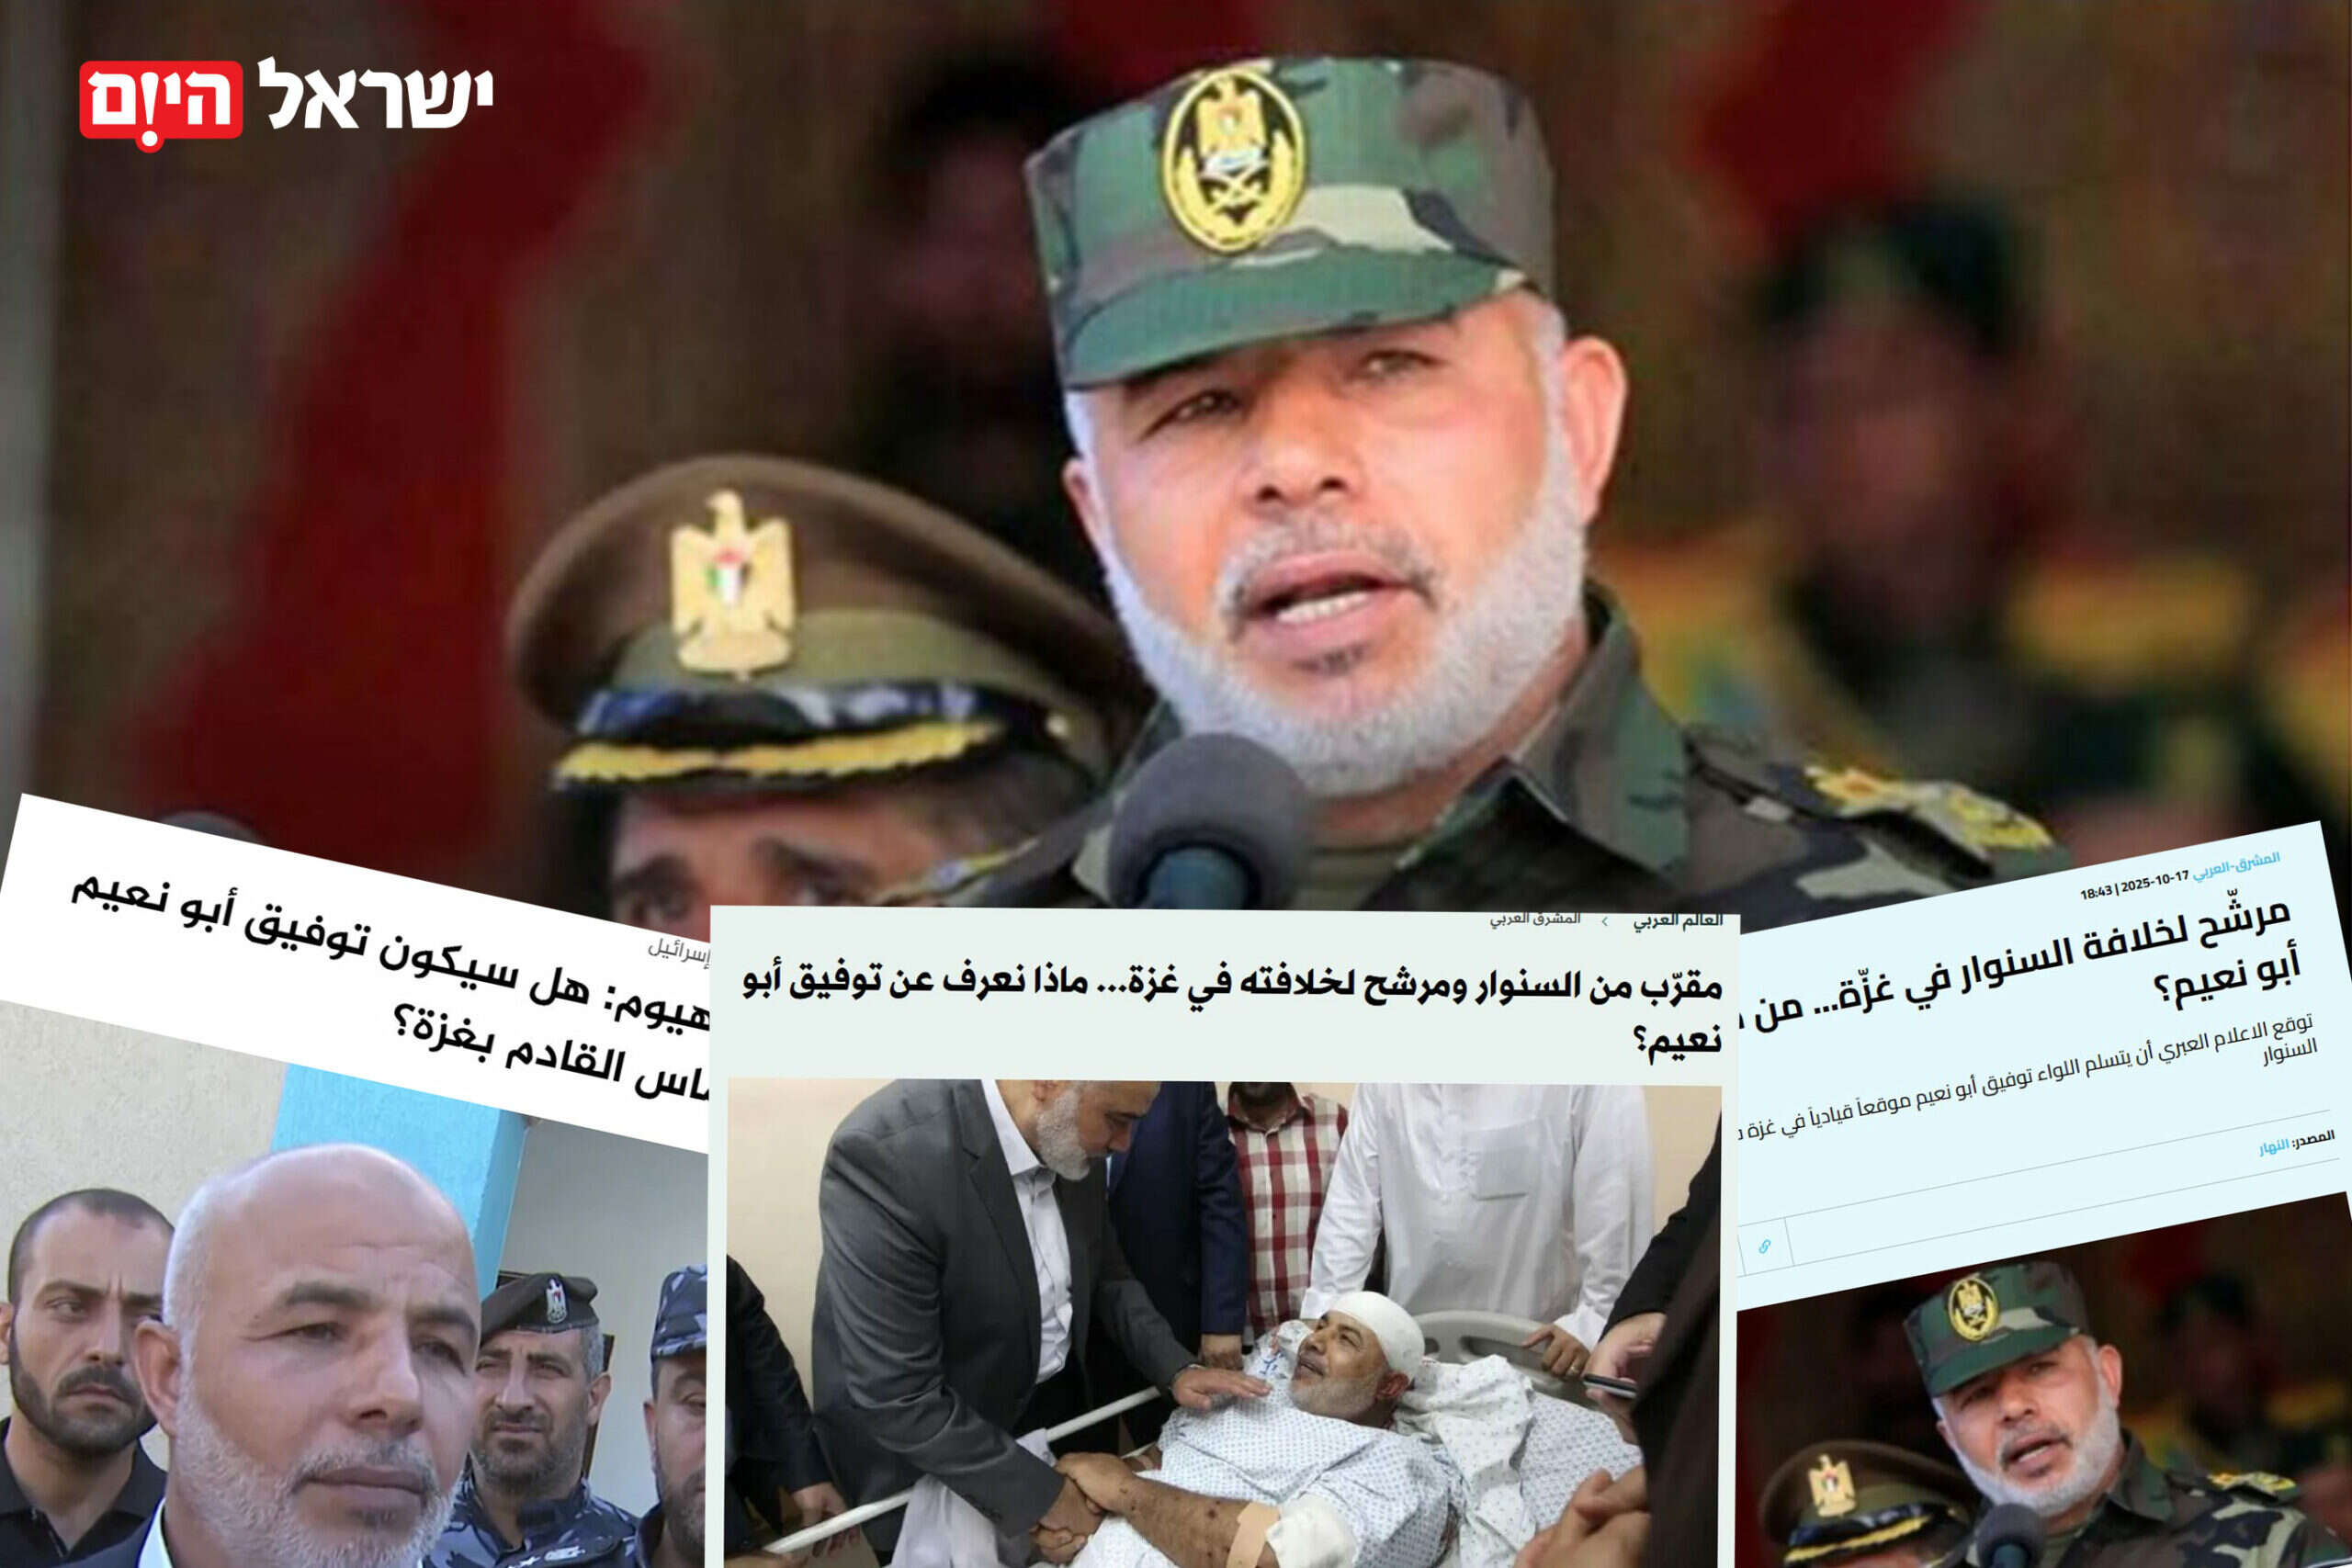 ישראל היום
إسرائيل
هيوم: هل سيكون توفيق أبو نعيم
القادم بغزة؟
العالم العربي > المشرق العربي
مقرّب من السنوار ومرشح لخلافته في غزة... ماذا نعرف عن توفيق أبو
نعيم؟
المشرق-العربي 17-10-2025 | 18:43
مرشّح لخلافة السنوار في غزّة... من
أبو نعيم؟
توقع الاعلام العبري أن يتسلم اللواء توفيق أبو نعيم موقعاً قيادياً في غزة
السنوار
المصدر: النهار